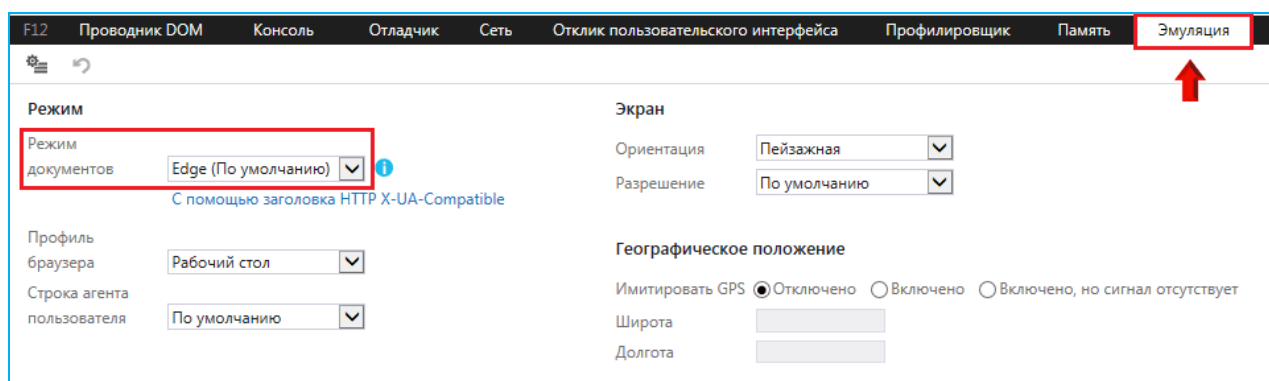 F12 Проводник DOM Консоль Отладчик Сеть Отклик пользовательского интерфейса Профилировщик Память Эмуляция
Режим
Режим
документов Edge (По умолчанию)
С помощью заголовка HTTP X-UA-Compatible
Профиль
браузера Рабочий стол
Строка агента
пользователя По умолчанию
Экран
Ориентация Пейзажная
Разрешение По умолчанию
Географическое положение
Имитировать GPS Отключено Включено Включено, но сигнал отсутствует
Широта
Долгота